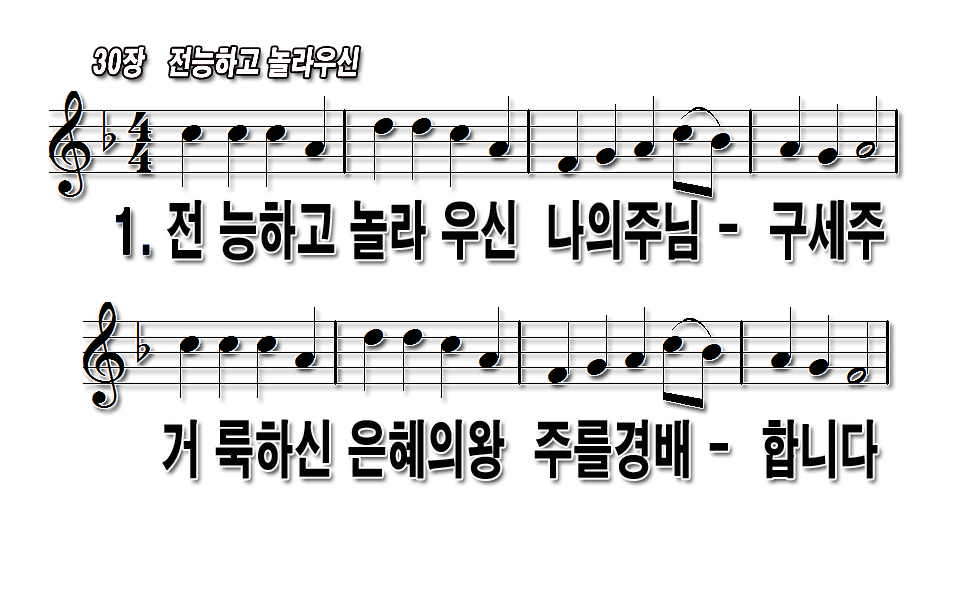 30장 전능하고 놀라우신
4
4
1. 전 능하고 놀라 우신 나의주님 - 구세주
거 룩하신 은혜의왕 주를경배 - 합니다